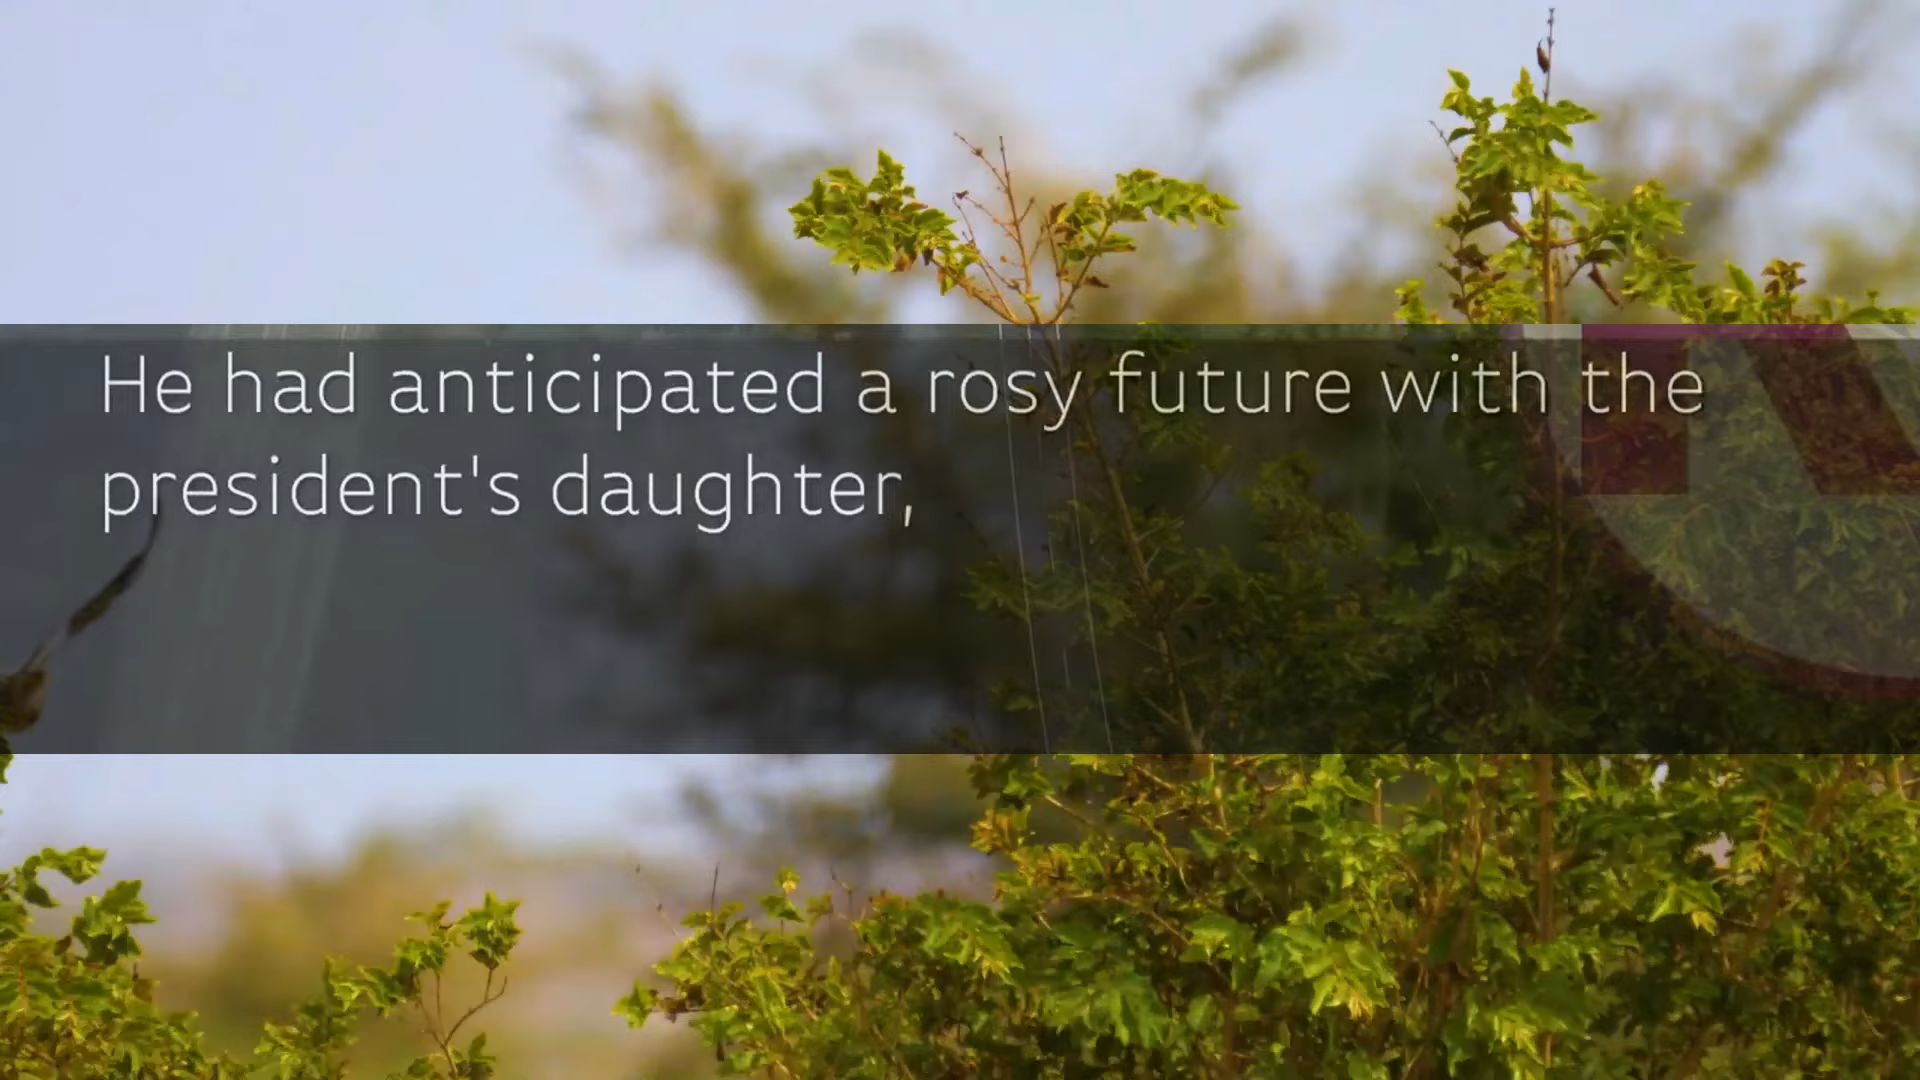 He had anticipated a rosy future with the
president's daughter,